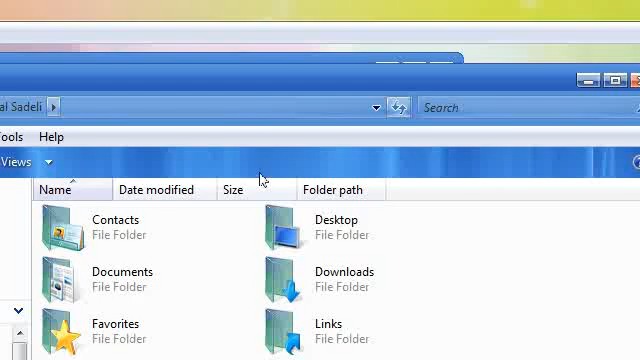 al Sadeli
Search
Tools Help
Views
Name Date modified Size Folder path
Contacts
File Folder
Desktop
File Folder
Documents
File Folder
Downloads
File Folder
Favorites
File Folder
Links
File Folder